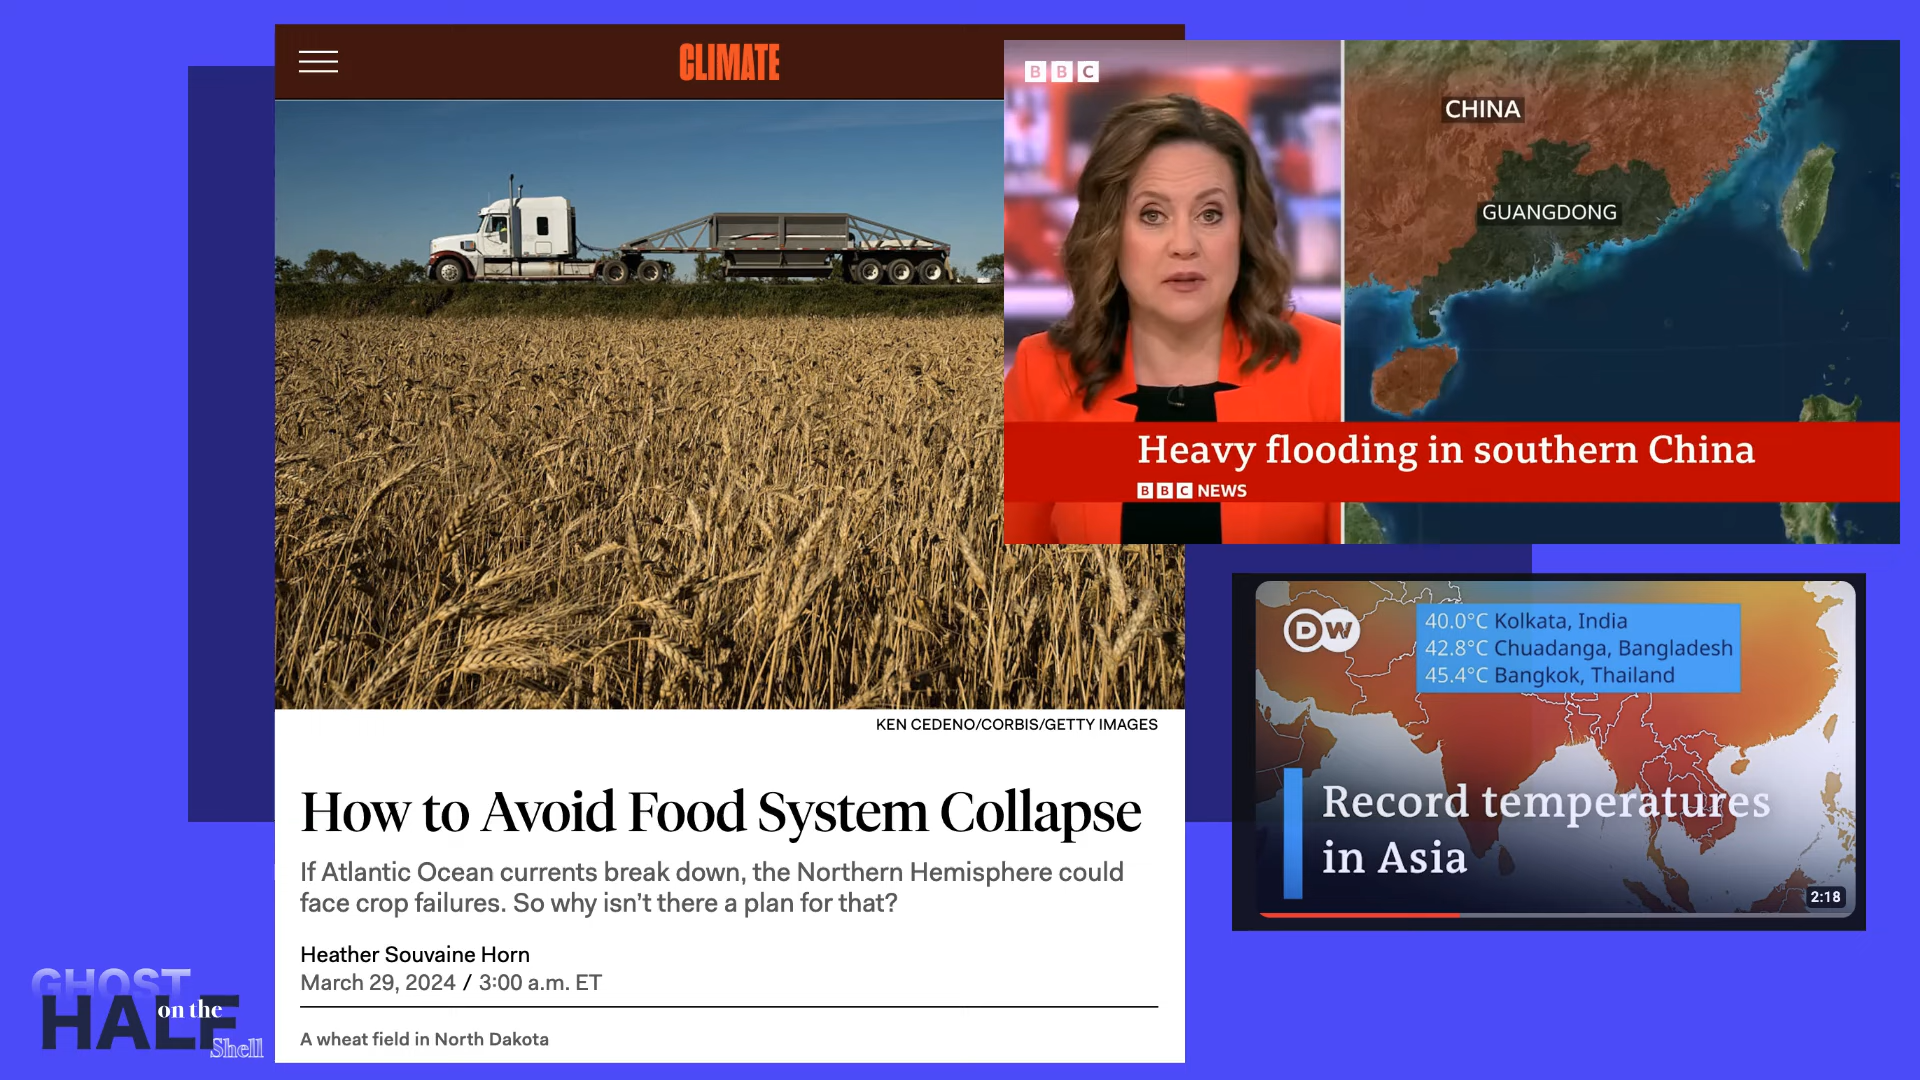 CLIMATE
KEN CEDENO/CORBIS/GETTY IMAGES
How to Avoid Food System Collapse
If Atlantic Ocean currents break down, the Northern Hemisphere could
face crop failures. So why isn't there a plan for that?
Heather Souvaine Horn
March 29, 2024 / 3:00 a.m. ET
A wheat field in North Dakota
BBC
CHINA
GUANGDONG
Heavy flooding in southern China
BBC NEWS
DW
40.0°C Kolkata, India
42.8°C Chuadanga, Bangladesh
45.4°C Bangkok, Thailand
Record temperatures
in Asia
2:18
GHOST
on the
HALF
Shell